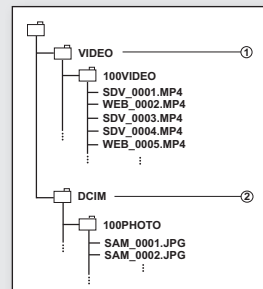 VIDEO ①
100VIDEO
SDV_0001.MP4
WEB_0002.MP4
SDV_0003.MP4
SDV_0004.MP4
WEB_0005.MP4
DCIM ②
100PHOTO
SAM_0001.JPG
SAM_0002.JPG